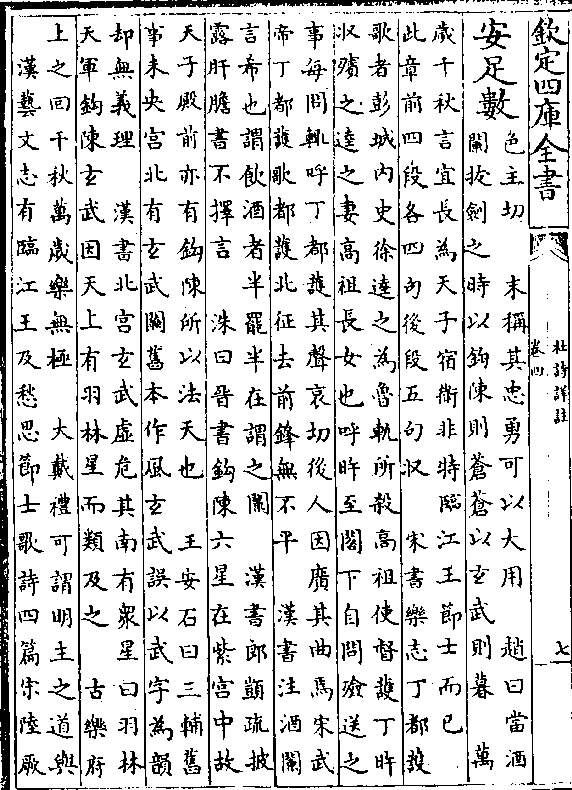 欽定四庫全書
杜詩詳註
卷四
七
安足數
色主切　末稱其忠勇可以大用　趙曰當酒
闌拔劍之時以鈎陳則蒼蒼以玄武則暮　萬
歲千秋言宜長為天子宿衛非特臨江王節士而已
此章前四段各四句後段五句收　宋書樂志丁都護
歌者彭城内史徐達之為魯軌所殺高祖使督護丁旿
收殯之達之妻高祖長女也呼旿至閣下自問殮送之
事每問輒呼丁都護其聲哀切後人因廣其曲焉宋武
帝丁都護歌都護北征去前鋒無不平　漢書注酒闌
言希也謂飲酒者半罷半在謂之闌　漢書郎顗疏披
露肝膽書不擇言　洙曰晉書鈎陳六星在紫宫中故
天子殿前亦有鈎陳所以法天也　王安石曰三輔舊
事未央宫北有玄武闕舊本作風玄武誤以武字為韻
却無義理　漢書北宫玄武虛危其南有衆星曰羽林
天軍鈎陳玄武因天上有羽林星而類及之　古樂府
上之回千秋萬歲樂無極　大戴禮可謂明主之道與
漢藝文志有臨江王及愁思節士歌詩四篇宋陸厥